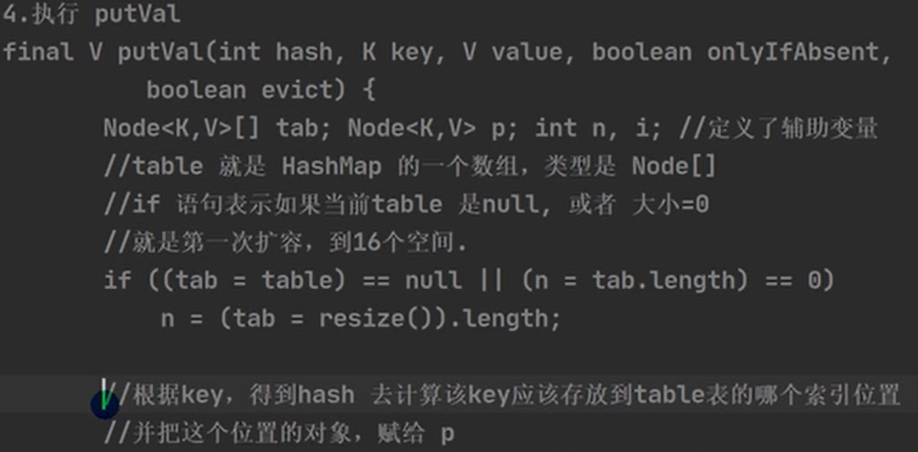 4.执行 putVal
final V putVal(int hash, K key, V value, boolean onlyIfAbsent,
boolean evict) {
Node<K,V>[] tab; Node<K,V> p; int n, i; //定义了辅助变量
//table 就是 HashMap 的一个数组，类型是 Node[]
//if 语句表示如果当前table 是null, 或者 大小=0
//就是第一次扩容，到16个空间.
if ((tab = table) == null || (n = tab.length) == 0)
n = (tab = resize()).length;
//根据key，得到hash 去计算该key应该存放到table表的哪个索引位置
//并把这个位置的对象，赋给 p